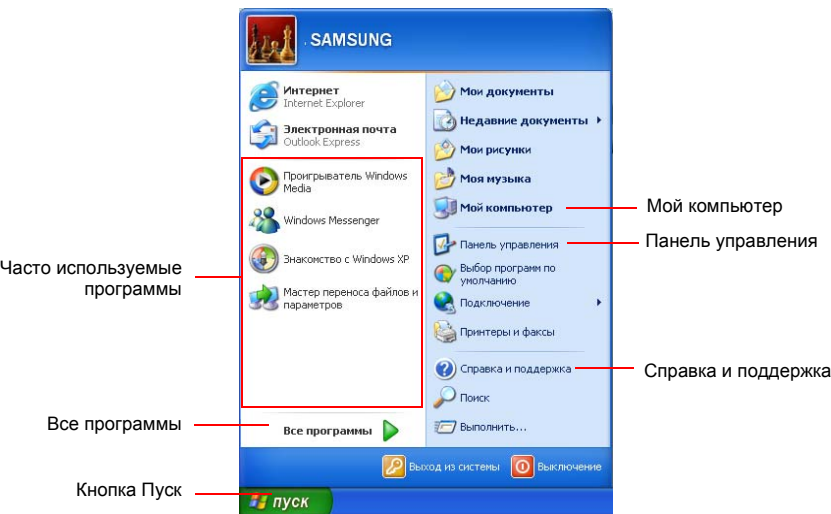 SAMSUNG
Интернет
Internet Explorer
Электронная почта
Outlook Express
Проигрыватель Windows
Media
Windows Messenger
Знакомство с Windows XP
Мастер переноса файлов и
параметров
Все программы
Мои документы
Недавние документы
Мои рисунки
Моя музыка
Мой компьютер
Панель управления
Выбор программ по
умолчанию
Подключение
Принтеры и факсы
Справка и поддержка
Поиск
Выполнить...
Выход из системы
Выключение
пуск
Часто используемые
программы
Все программы
Кнопка Пуск
Мой компьютер
Панель управления
Справка и поддержка